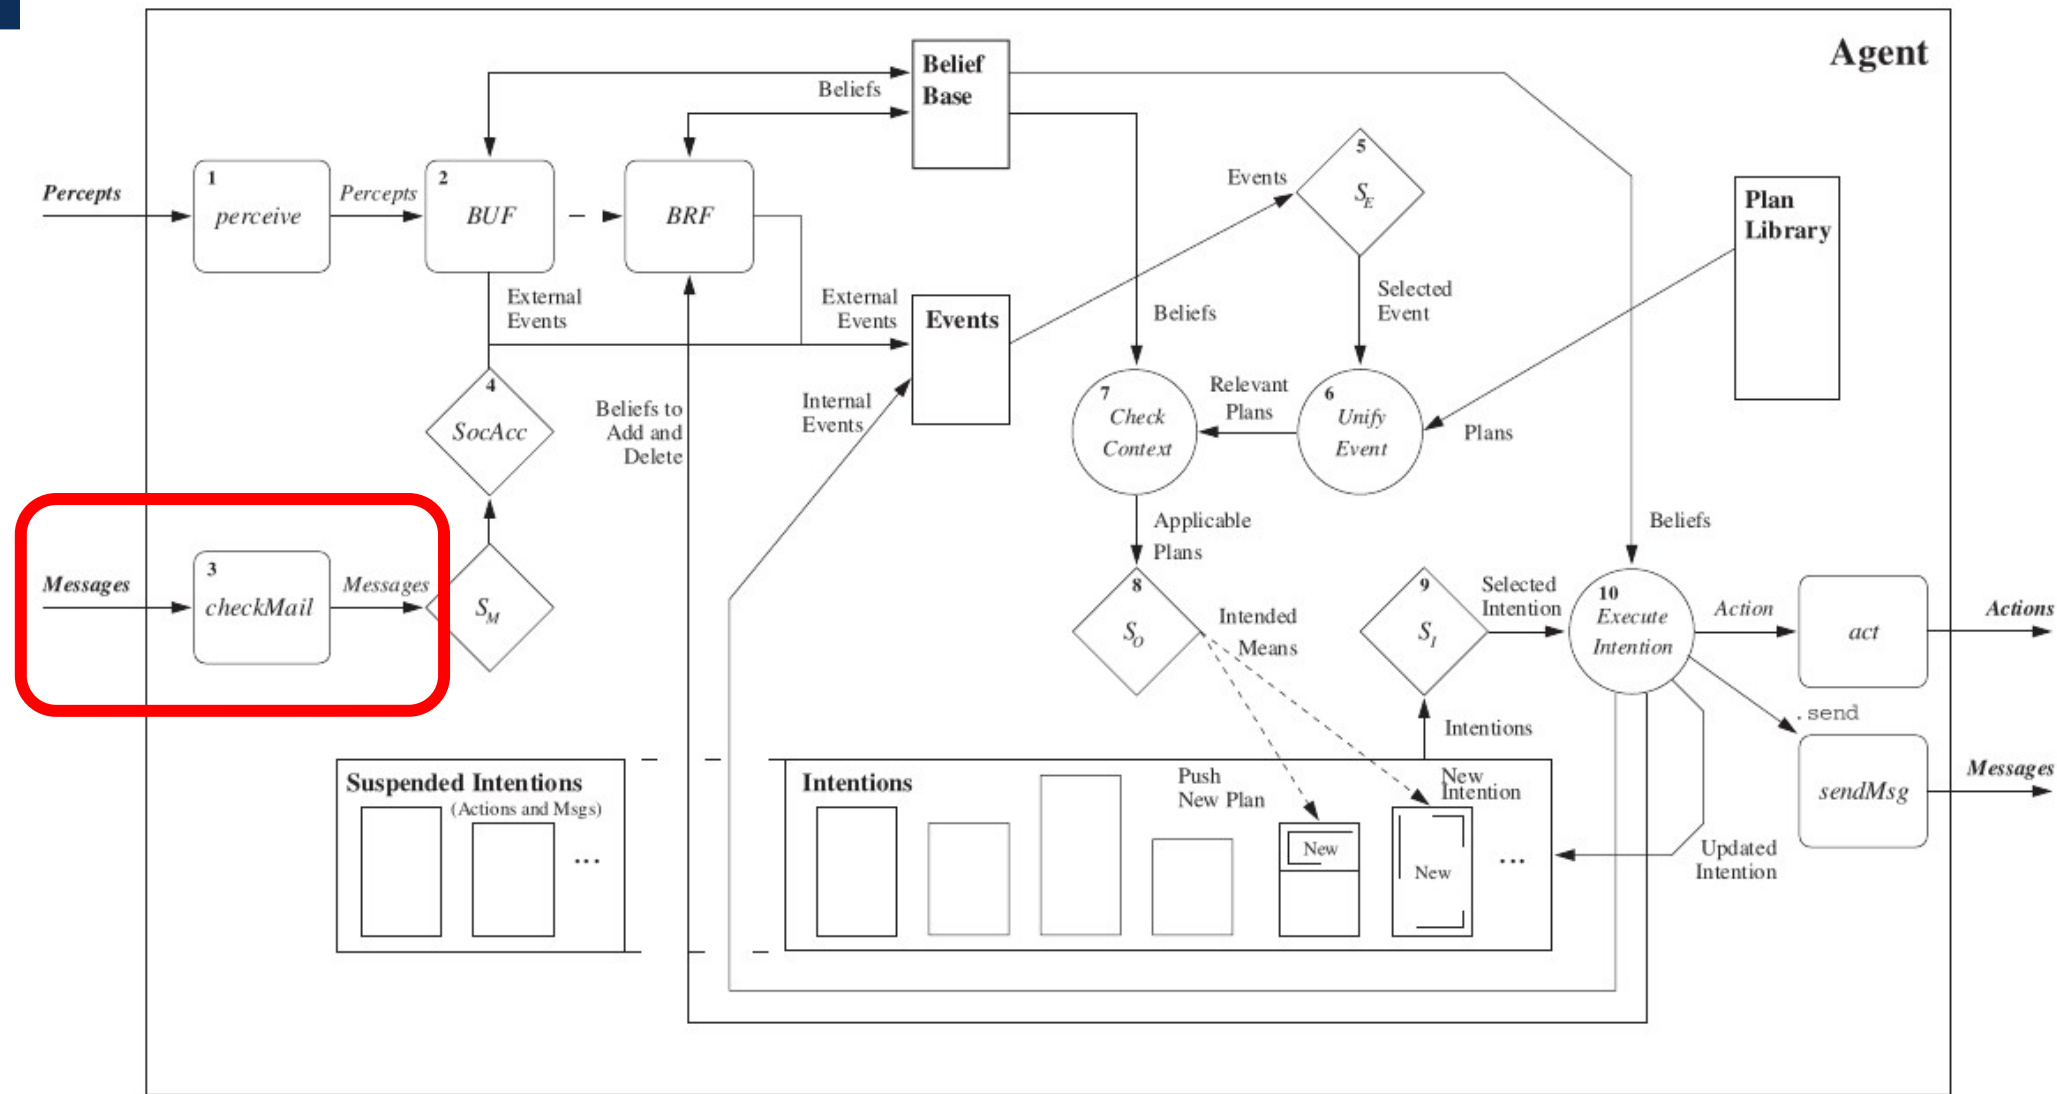 Agent
Belief
Base
Beliefs
Percepts
1
perceive
Percepts
2
BUF
BRF
5
S_E
Events
Plan
Library
External
Events
External
Events
Events
Beliefs
Selected
Event
4
SocAcc
Beliefs to
Add and
Delete
Internal
Events
7
Check
Context
Relevant
Plans
6
Unify
Event
Plans
Messages
3
checkMail
Messages
S_M
Applicable
Plans
8
S_O
Intended
Means
9
S_I
Selected
Intention
Beliefs
10
Execute
Intention
Action
act
Actions
.send
sendMsg
Messages
Intentions
Suspended Intentions
(Actions and Msgs)
...
Intentions
Push
New Plan
New
New
Intention
New
...
Updated
Intention